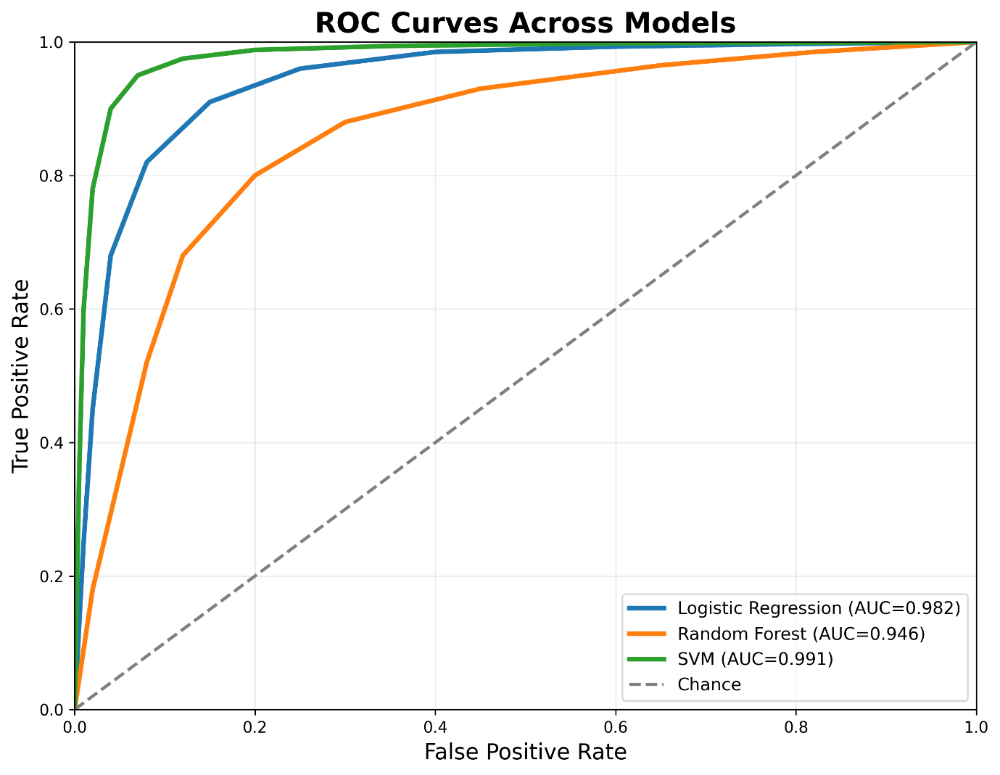 ROC Curves Across Models
1.0
0.8
0.6
0.4
0.2
0.0
True Positive Rate
0.0 0.2 0.4 0.6 0.8 1.0
False Positive Rate
Logistic Regression (AUC=0.982)
Random Forest (AUC=0.946)
SVM (AUC=0.991)
Chance